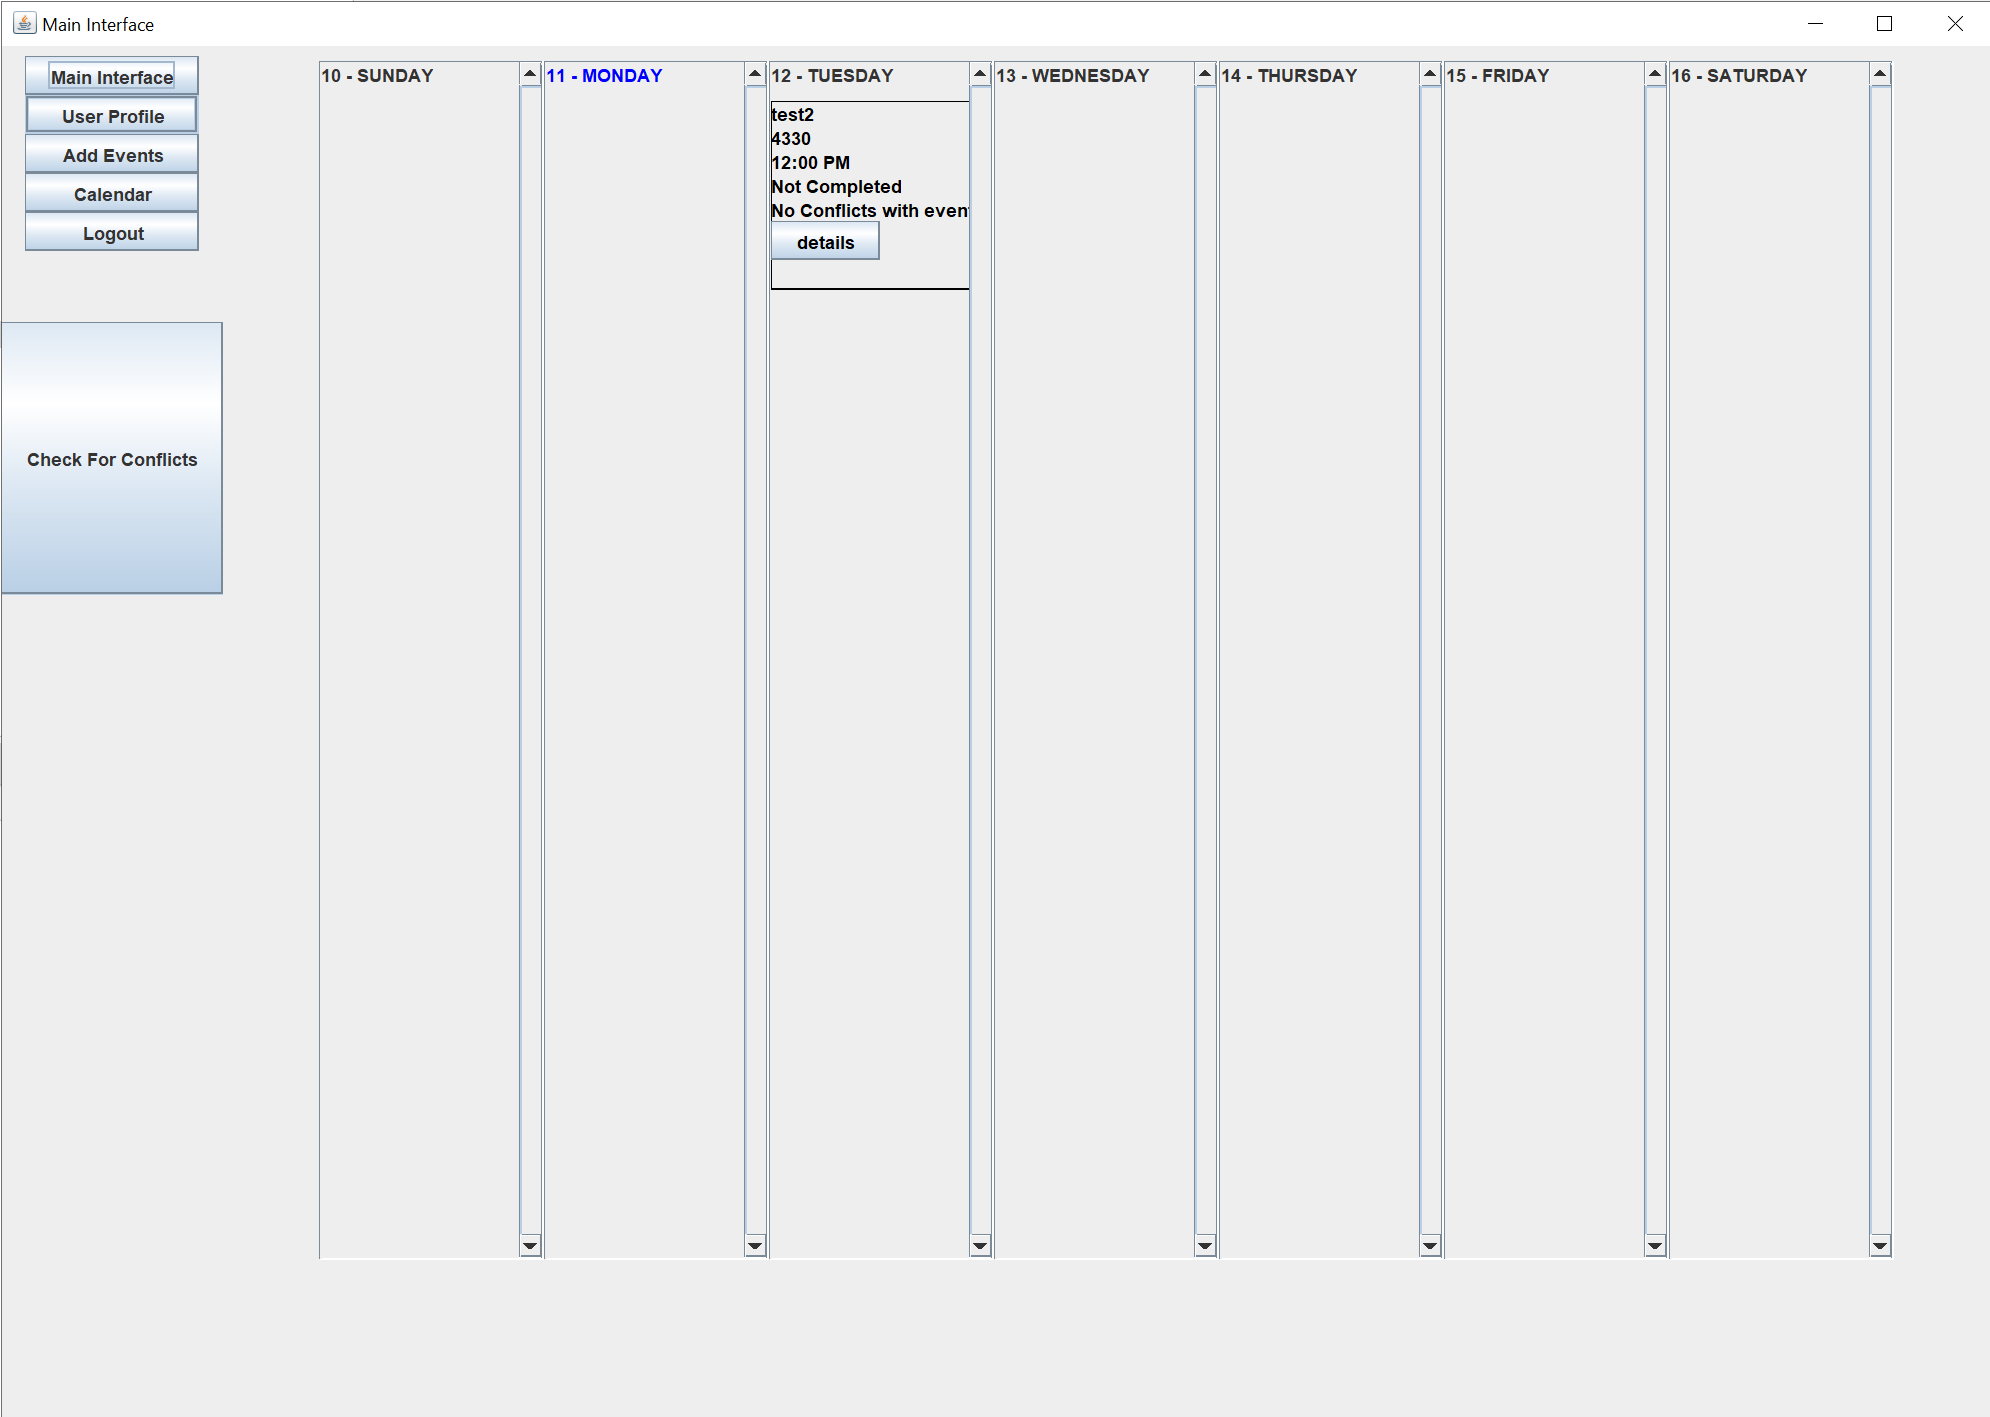 Main Interface
Main Interface
User Profile
Add Events
Calendar
Logout
Check For Conflicts
10 - SUNDAY
11 - MONDAY
12 - TUESDAY
test2
4330
12:00 PM
Not Completed
No Conflicts with even
details
13 - WEDNESDAY
14 - THURSDAY
15 - FRIDAY
16 - SATURDAY